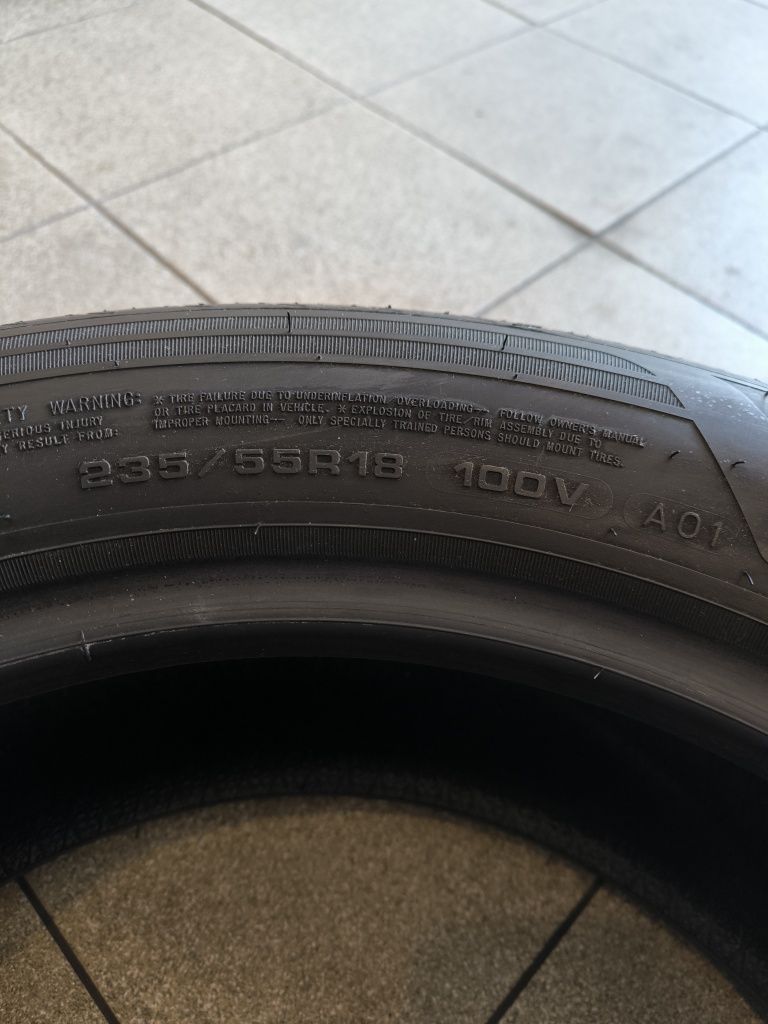 TY WARNING:
ERIOUS INJURY
Y RESULT FROM:
* TIRE FAILURE DUE TO UNDERINFLATION/OVERLOADING-- FOLLOW OWNER'S MANUAL
OR TIRE PLACARD IN VEHICLE. * EXPLOSION OF TIRE/RIM ASSEMBLY DUE TO
IMPROPER MOUNTING-- ONLY SPECIALLY TRAINED PERSONS SHOULD MOUNT TIRES.
235/55R18 100V A01